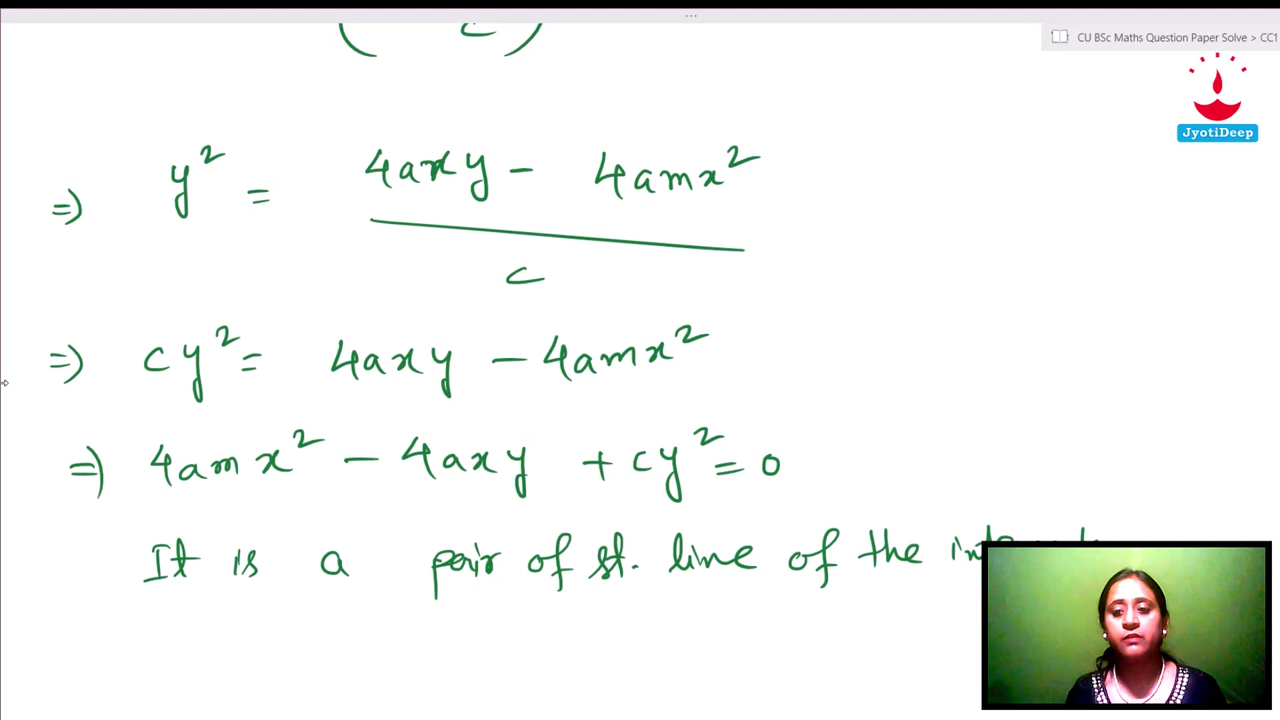 CU BSc Maths Question Paper Solve > CC1
JyotiDeep
⇒ y² = 4axy - 4amx² / c
⇒ cy² = 4axy - 4amx²
⇒ 4amx² - 4axy + cy² = 0
It is a pair of st. line of the